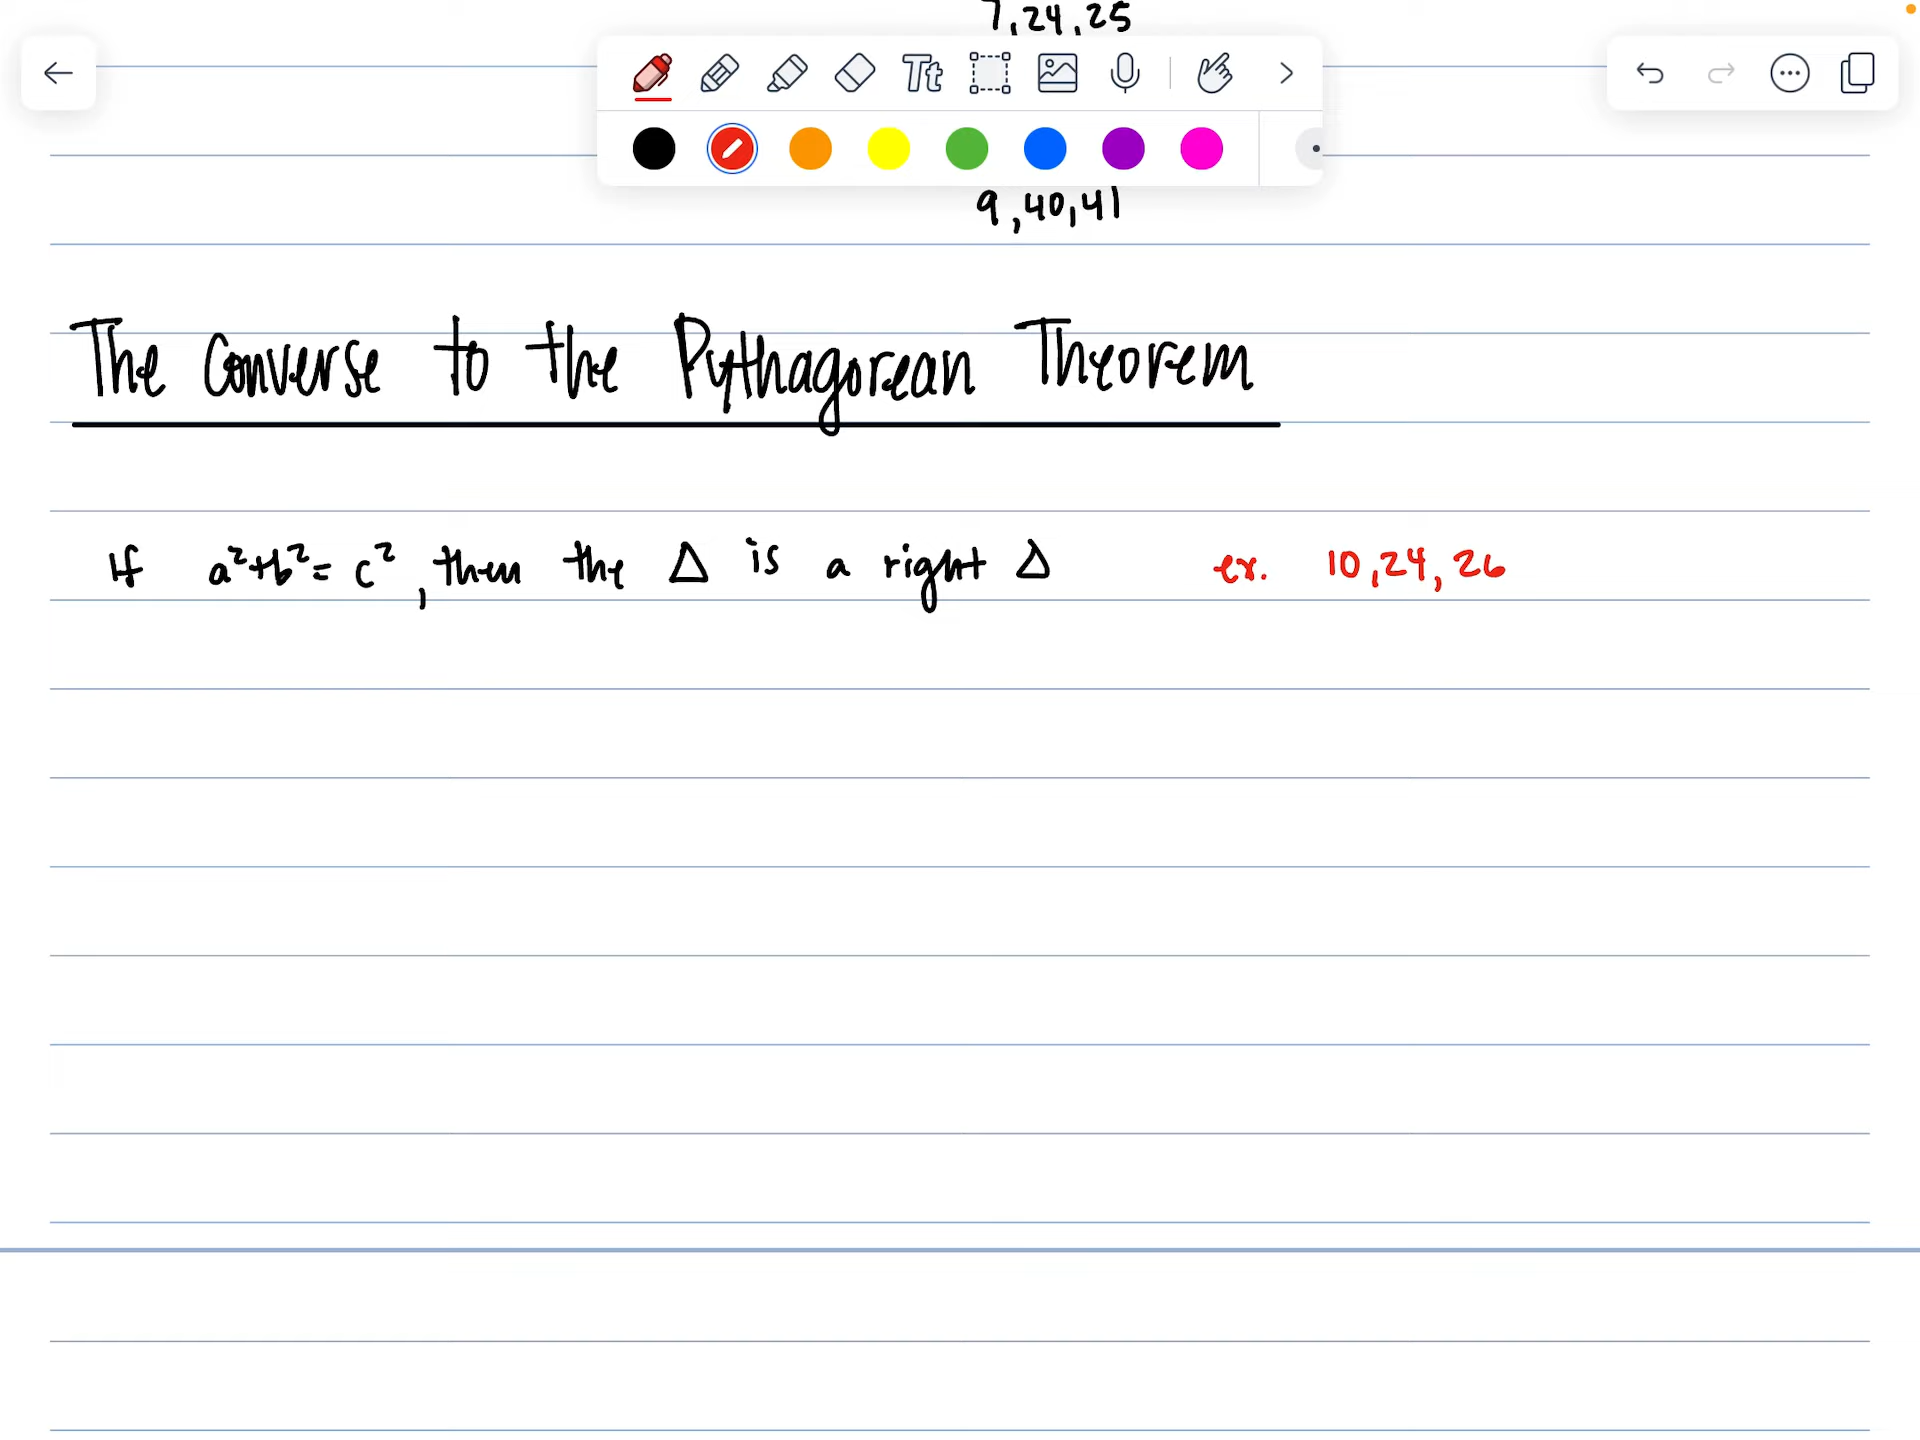 7,24,25
Tt
9,40,41
The Converse to the Pythagorean Theorem
If a²+b²= c², then the Δ is a right Δ ex. 10,24,26